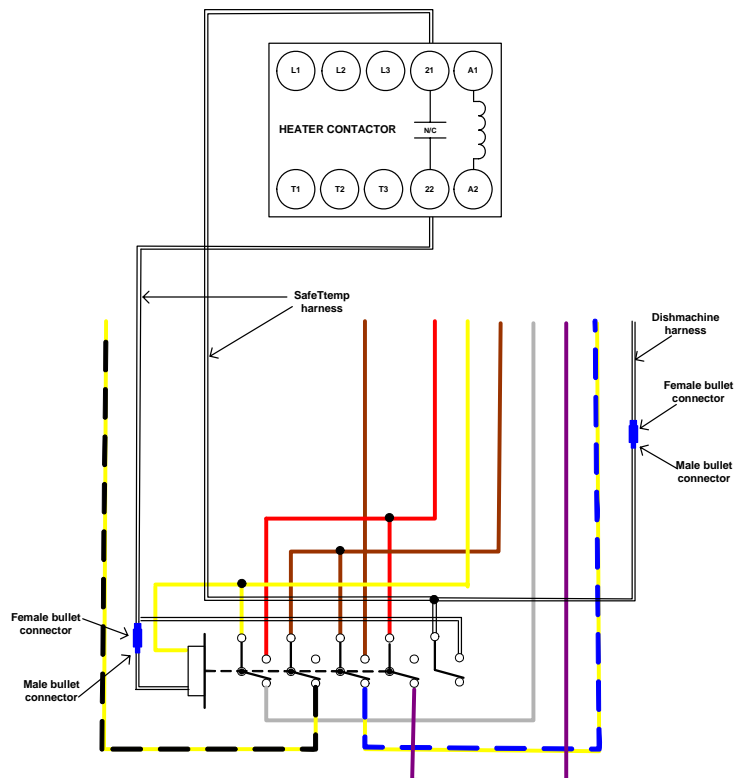 L1 L2 L3 21 A1
HEATER CONTACTOR
N/C
T1 T2 T3 22 A2
SafeTtemp
harness
Dishmachine
harness
Female bullet
connector
Male bullet
connector
Female bullet
connector
Male bullet
connector